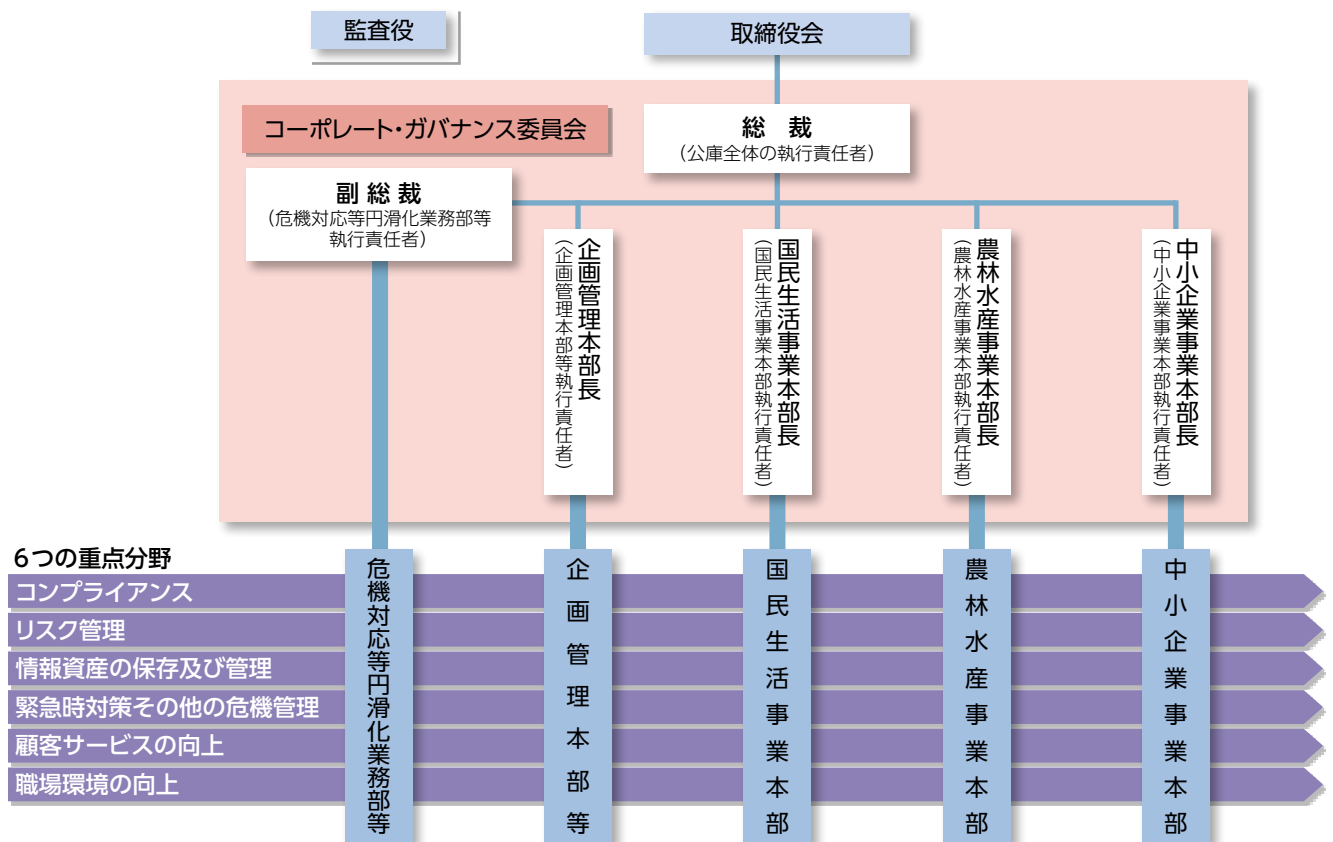 監査役
取締役会
コーポレート・ガバナンス委員会
総　裁
（公庫全体の執行責任者）
副 総 裁
（危機対応等円滑化業務部等
執行責任者）
企画管理本部長
（企画管理本部等執行責任者）
国民生活事業本部長
（国民生活事業本部執行責任者）
農林水産事業本部長
（農林水産事業本部執行責任者）
中小企業事業本部長
（中小企業事業本部執行責任者）
6つの重点分野
コンプライアンス
リスク管理
情報資産の保存及び管理
緊急時対策その他の危機管理
顧客サービスの向上
職場環境の向上
危機対応等円滑化業務部等
企画管理本部等
国民生活事業本部
農林水産事業本部
中小企業事業本部